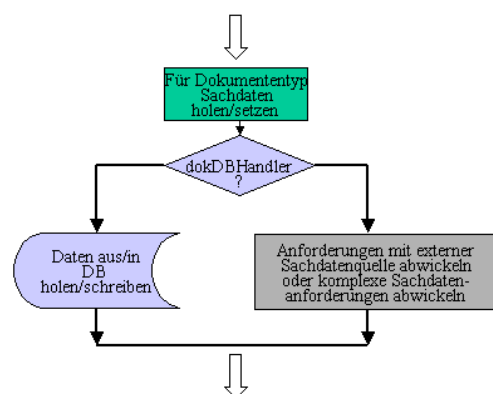 Für Dokumententyp
Sachdaten
holen/setzen
dokDBHandler
?
Daten aus/in
DB
holen/schreiben
Anforderungen mit externer
Sachdatenquelle abwickeln
oder komplexe Sachdaten-
anforderungen abwickeln